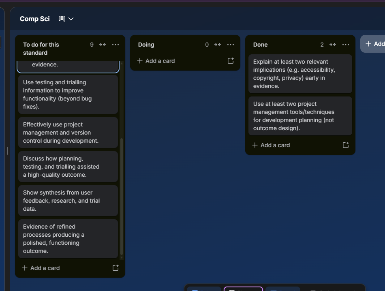 Comp Sci
To do for this
standard
9
evidence.
Use testing and trialling
information to improve
functionality (beyond bug
fixes).
Effectively use project
management and version
control during development.
Discuss how planning,
testing, and trialling assisted
a high-quality outcome.
Show synthesis from user
feedback, research, and trial
data.
Evidence of refined
processes producing a
polished, functioning
outcome.
+ Add a card
Doing
0
+ Add a card
Done
2
Explain at least two relevant
implications (e.g. accessibility,
copyright, privacy) early in
evidence.
Use at least two project
management tools/techniques
for development planning (not
outcome design).
+ Add a card
+ Add